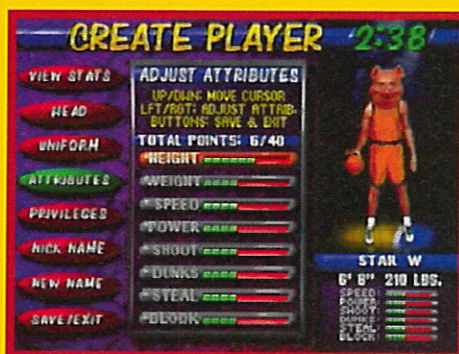 CREATE PLAYER 2:38
VIEW STATS
HEAD
UNIFORM
ATTRIBUTES
PRIVILEGES
NICK NAME
NEW NAME
SAVE/EXIT
ADJUST ATTRIBUTES
UP/DWN: MOVE CURSOR
LFT/RGT: ADJUST ATTRIB.
BUTTONS: SAVE & EXIT
TOTAL POINTS: 6/40
HEIGHT
WEIGHT
SPEED
POWER
SHOOT
DUNKS
STEAL
BLOCK
STAR W
6' 8" 210 LBS.
SPEED:
POWER:
SHOOT:
DUNKS:
STEAL:
BLOCK: